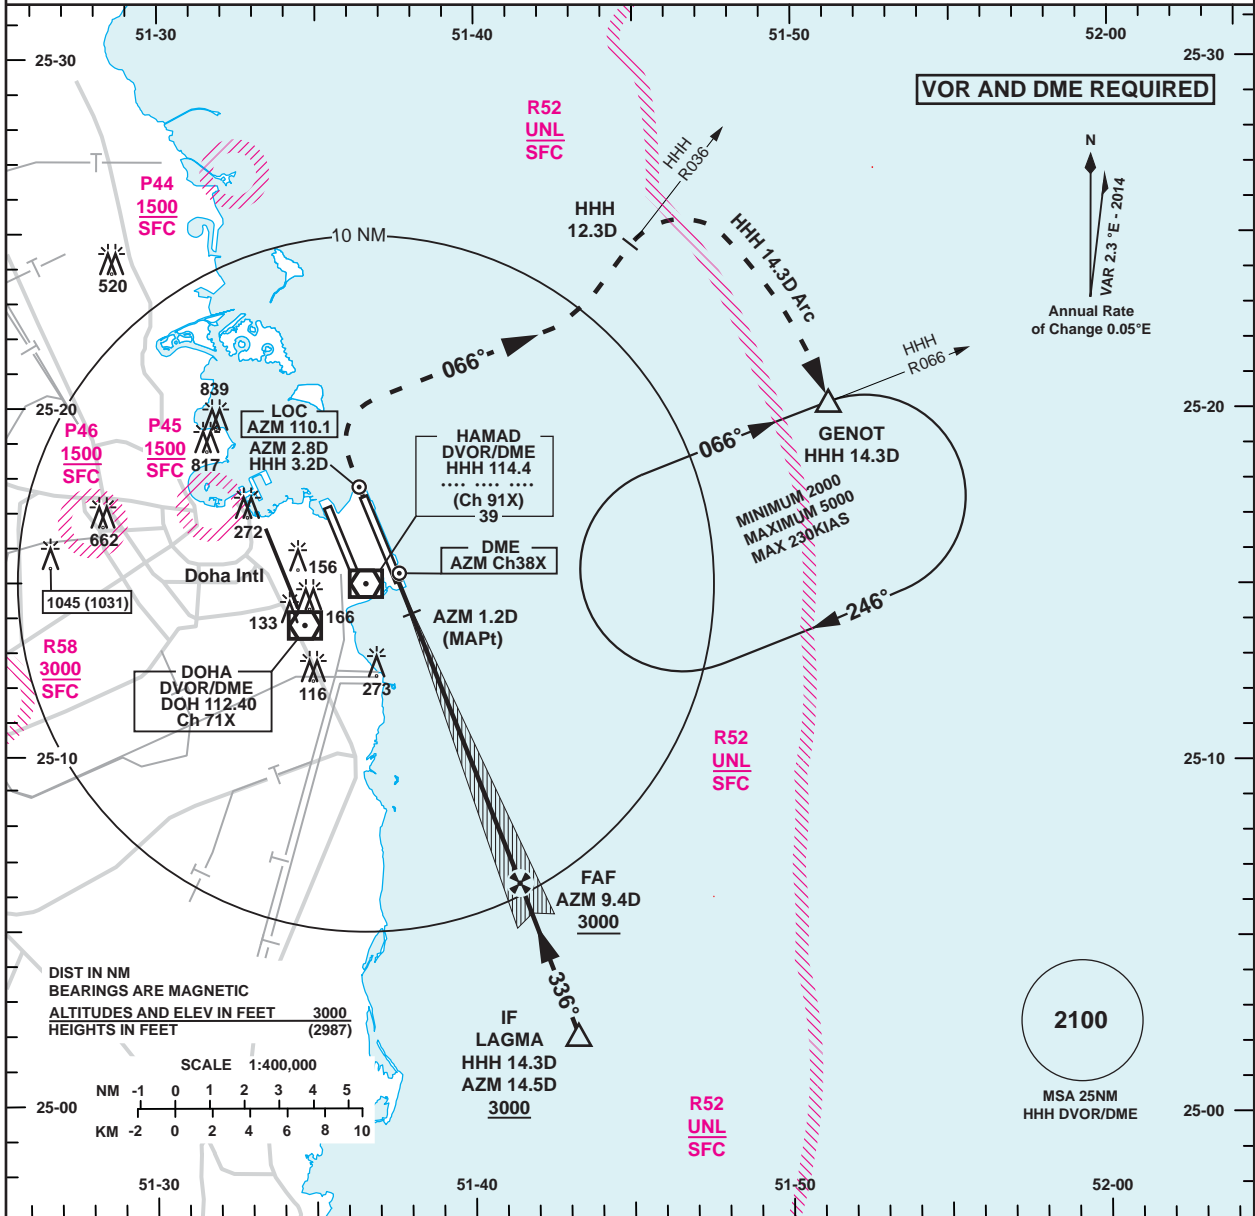 51-30
51-40
51-50
52-00
25-30
25-30
VOR AND DME REQUIRED
R52
UNL
SFC
HHH
R036
N
VAR 2.3 °E - 2014
Annual Rate
of Change 0.05°E
P44
1500
SFC
HHH
12.3D
HHH 14.3D Arc
10 NM
520
066°
HHH
R066
839
25-20
25-20
LOC
AZM 110.1
AZM 2.8D
HHH 3.2D
P46
1500
SFC
P45
1500
SFC
817
HAMAD
DVOR/DME
HHH 114.4
.... .... ....
(Ch 91X)
39
066°
GENOT
HHH 14.3D
MINIMUM 2000
MAXIMUM 5000
MAX 230KIAS
662
272
DME
AZM Ch38X
156
Doha Intl
1045 (1031)
133
166
AZM 1.2D
(MAPt)
246°
R58
3000
SFC
DOHA
DVOR/DME
DOH 112.40
Ch 71X
116
273
R52
UNL
SFC
25-10
25-10
T
T
T
T
T
T
T
FAF
AZM 9.4D
3000
336°
DIST IN NM
BEARINGS ARE MAGNETIC
ALTITUDES AND ELEV IN FEET 3000
HEIGHTS IN FEET (2987)
IF
LAGMA
HHH 14.3D
AZM 14.5D
3000
2100
MSA 25NM
HHH DVOR/DME
SCALE 1:400,000
NM -1 0 1 2 3 4 5
KM -2 0 2 4 6 8 10
25-00
25-00
R52
UNL
SFC
51-30
51-40
51-50
52-00